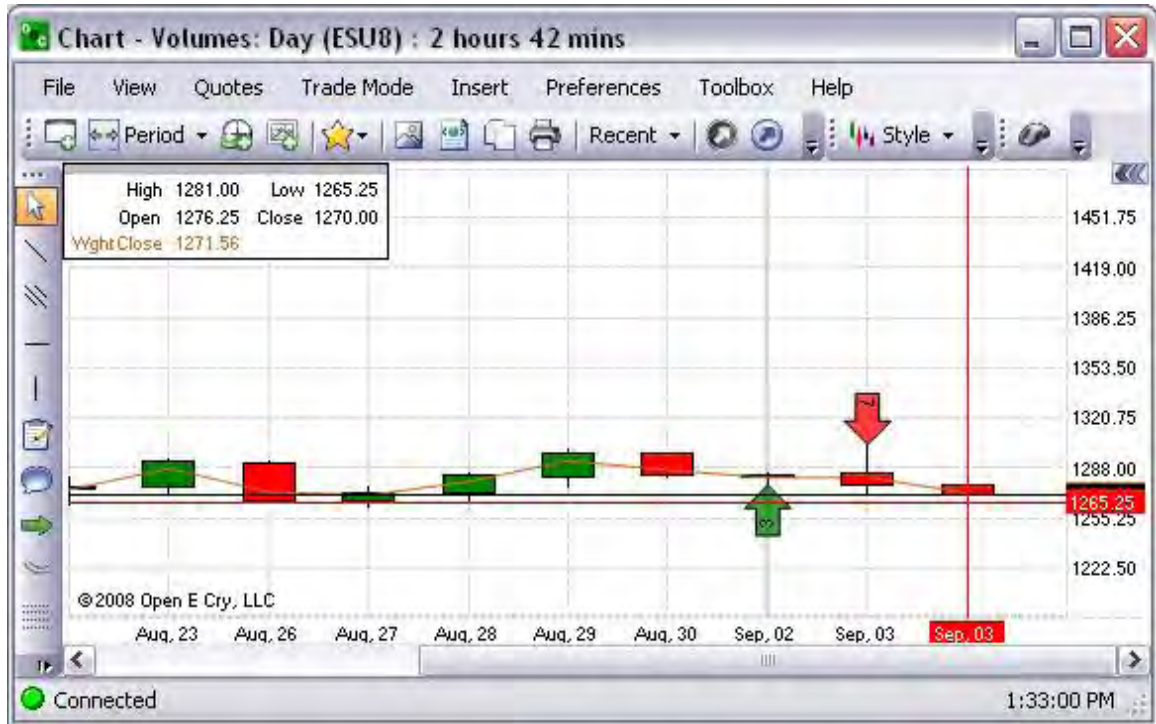 Chart - Volumes: Day (ESU8) : 2 hours 42 mins
File View Quotes Trade Mode Insert Preferences Toolbox Help
Period Recent Style
High 1281.00 Low 1265.25
Open 1276.25 Close 1270.00
WghtClose 1271.56
1451.75
1419.00
1386.25
1353.50
1320.75
1288.00
1265.25
1255.25
1222.50
3
©2008 Open E Cry, LLC
Aug, 23 Aug, 26 Aug, 27 Aug, 28 Aug, 29 Aug, 30 Sep, 02 Sep, 03 Sep, 03
Connected 1:33:00 PM